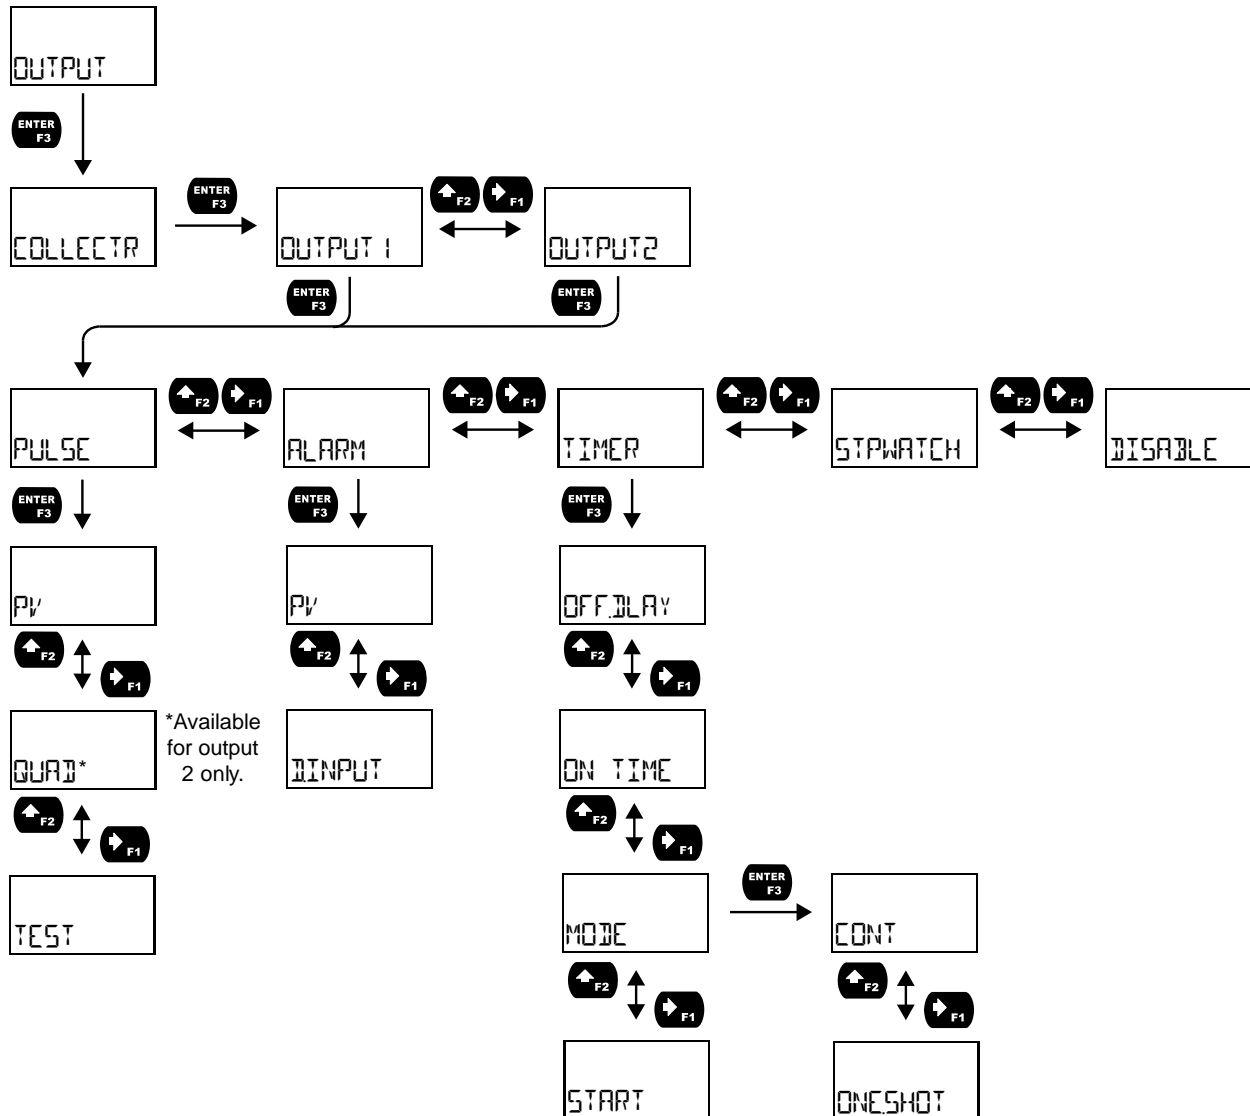 OUTPUT
ENTER
F3
ENTER
F3
F2
F1
COLLECTR
OUTPUT 1
OUTPUT2
ENTER
F3
ENTER
F3
F2
F1
F2
F1
F2
F1
F2
F1
PULSE
ALARM
TIMER
STPWATCH
DISABLE
ENTER
F3
ENTER
F3
ENTER
F3
PV
PV
OFF.DLAY
F2
F1
F2
F1
F2
F1
QUAD*
*Available
for output
2 only.
D.INPUT
ON TIME
F2
F1
F2
F1
TEST
MODE
ENTER
F3
CONT
F2
F1
F2
F1
START
ONE.SHOT